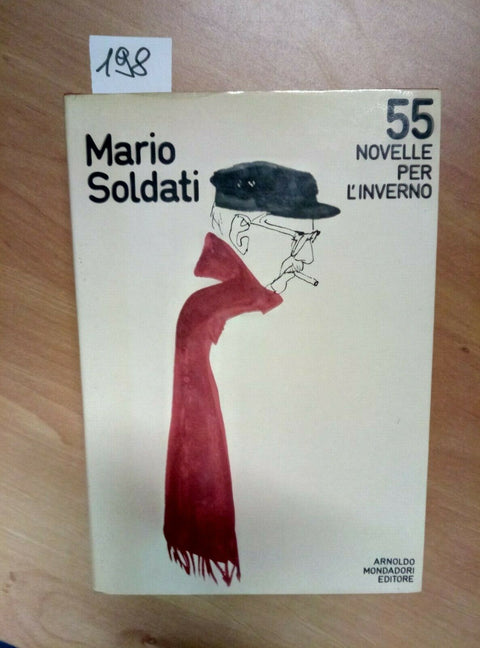 198
Mario
Soldati
55
NOVELLE
PER
L'INVERNO
ARNOLDO
MONDADORI
EDITORE